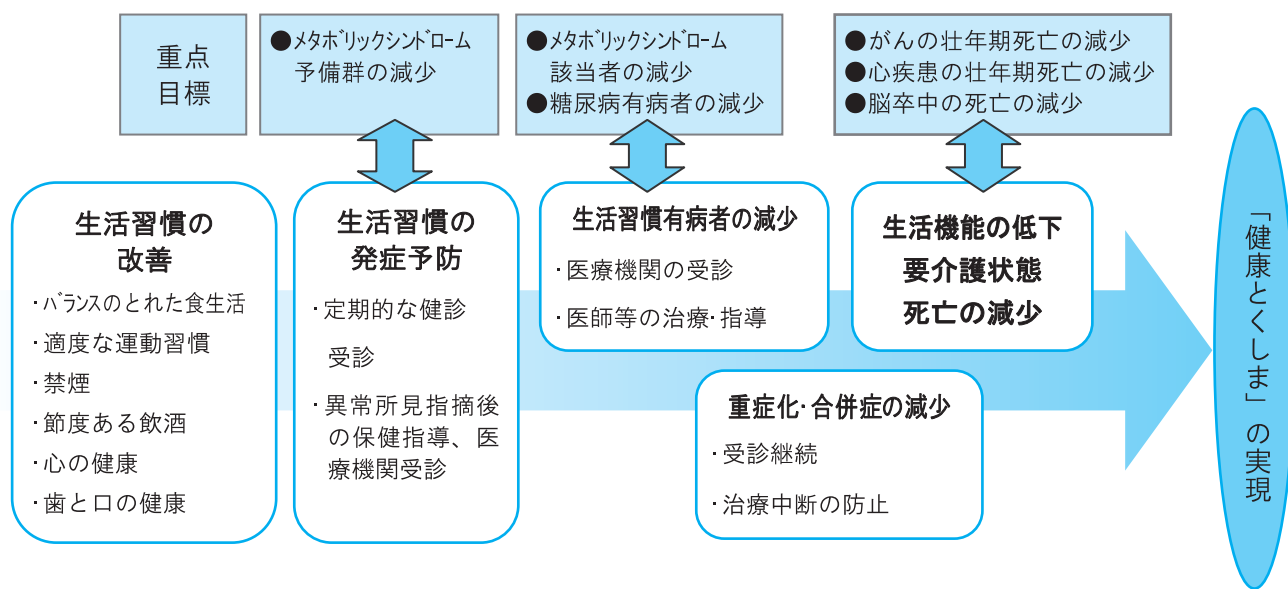 重点
目標
●ﾒﾀﾎﾞﾘｯｸｼﾝﾄﾞﾛｰﾑ
予備群の減少
●ﾒﾀﾎﾞﾘｯｸｼﾝﾄﾞﾛｰﾑ
該当者の減少
●糖尿病有病者の減少
●がんの壮年期死亡の減少
●心疾患の壮年期死亡の減少
●脳卒中の死亡の減少
生活習慣の
改善
･ﾊﾞﾗﾝｽのとれた食生活
･適度な運動習慣
･禁煙
･節度ある飲酒
･心の健康
･歯と口の健康
生活習慣の
発症予防
･定期的な健診
受診
･異常所見指摘後
の保健指導、医
療機関受診
生活習慣有病者の減少
･医療機関の受診
･医師等の治療･指導
重症化･合併症の減少
･受診継続
･治療中断の防止
生活機能の低下
要介護状態
死亡の減少
「健康とくしま」の実現